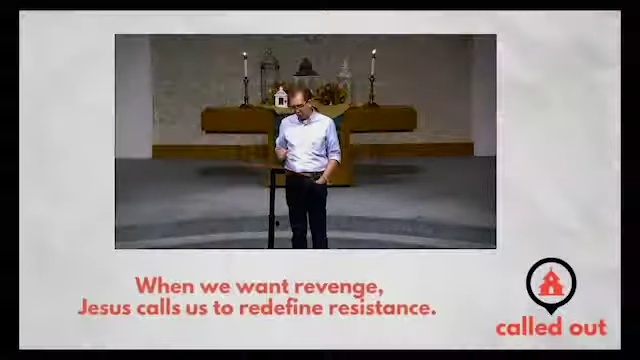 When we want revenge,
Jesus calls us to redefine resistance.
called out